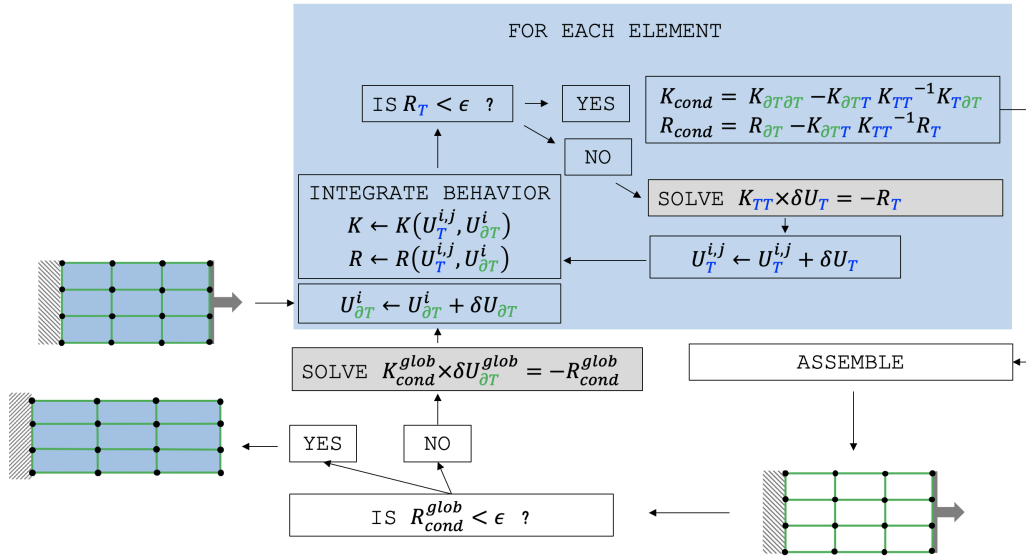 FOR EACH ELEMENT
IS R_T < ϵ ?
YES
K_cond = K_∂T∂T − K_∂TT K_TT^−1 K_T∂T
R_cond = R_∂T − K_∂TT K_TT^−1 R_T
NO
INTEGRATE BEHAVIOR
K ← K(U_T^i,j, U_∂T^i)
R ← R(U_T^i,j, U_∂T^i)
SOLVE K_TT × δU_T = −R_T
U_T^i,j ← U_T^i,j + δU_T
U_∂T^i ← U_∂T^i + δU_∂T
SOLVE K_cond^glob × δU_∂T^glob = −R_cond^glob
ASSEMBLE
YES
NO
IS R_cond^glob < ϵ ?